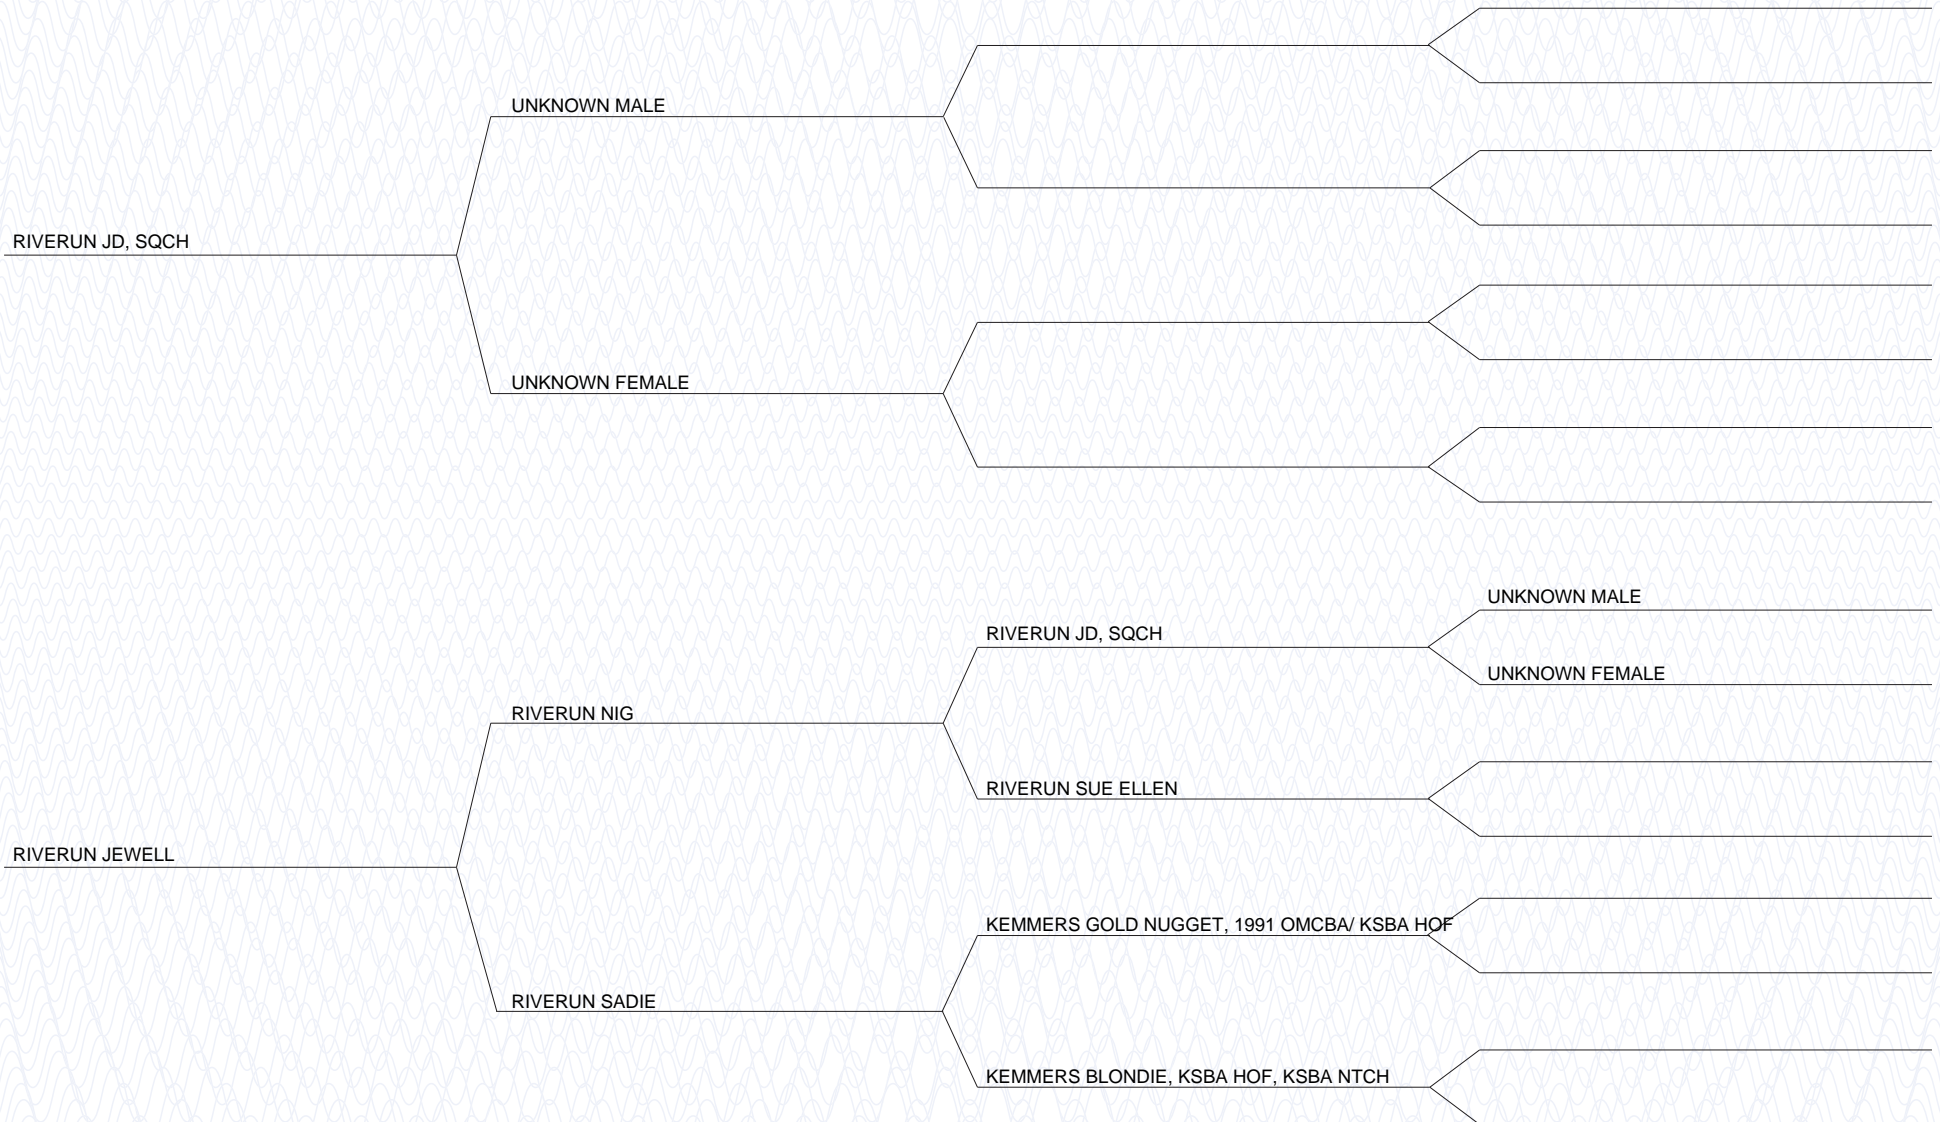 UNKNOWN MALE
RIVERUN JD, SQCH
UNKNOWN FEMALE
UNKNOWN MALE
RIVERUN JD, SQCH
UNKNOWN FEMALE
RIVERUN NIG
RIVERUN SUE ELLEN
RIVERUN JEWELL
KEMMERS GOLD NUGGET, 1991 OMCBA/ KSBA HOF
RIVERUN SADIE
KEMMERS BLONDIE, KSBA HOF, KSBA NTCH